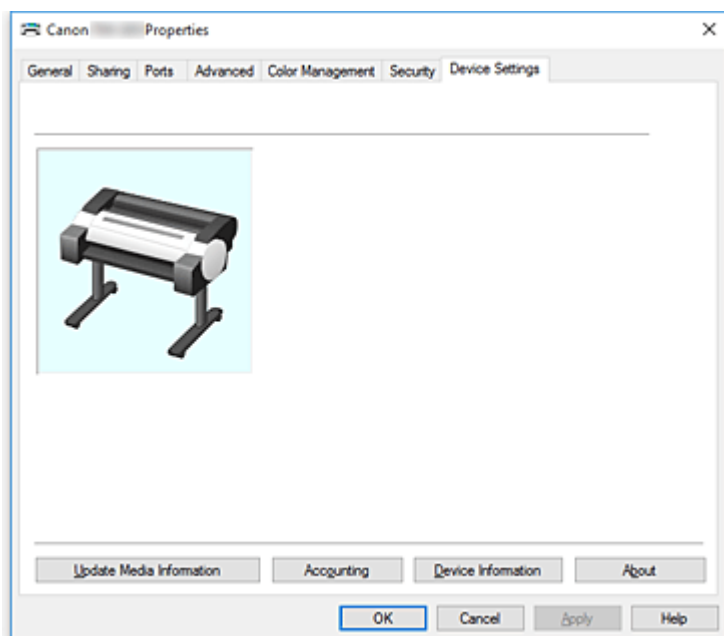 Canon Properties
General Sharing Ports Advanced Color Management Security Device Settings
Update Media Information Accounting Device Information About
OK Cancel Apply Help